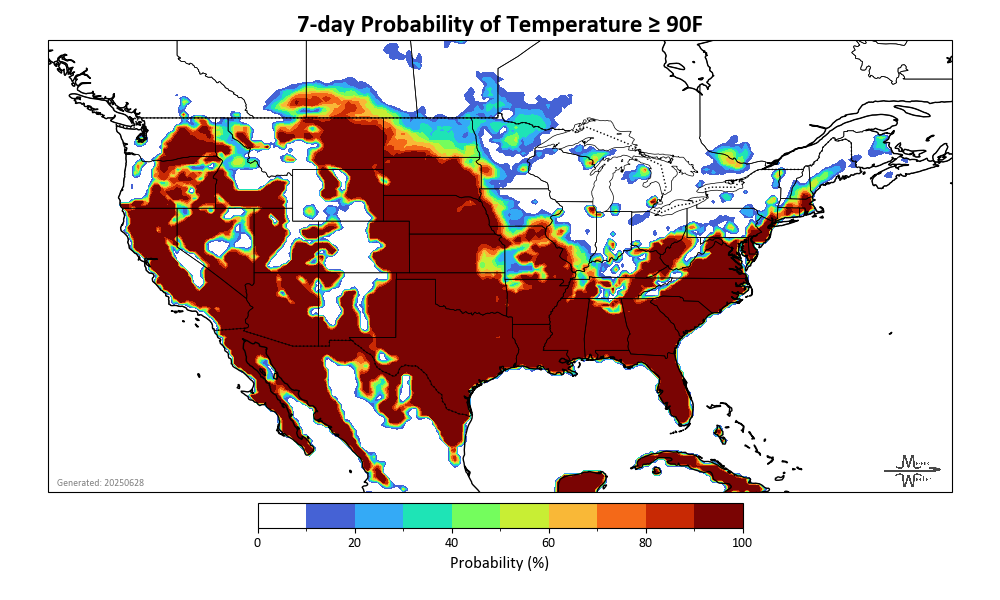 7-day Probability of Temperature ≥ 90F
Generated: 20250628
0 20 40 60 80 100
Probability (%)